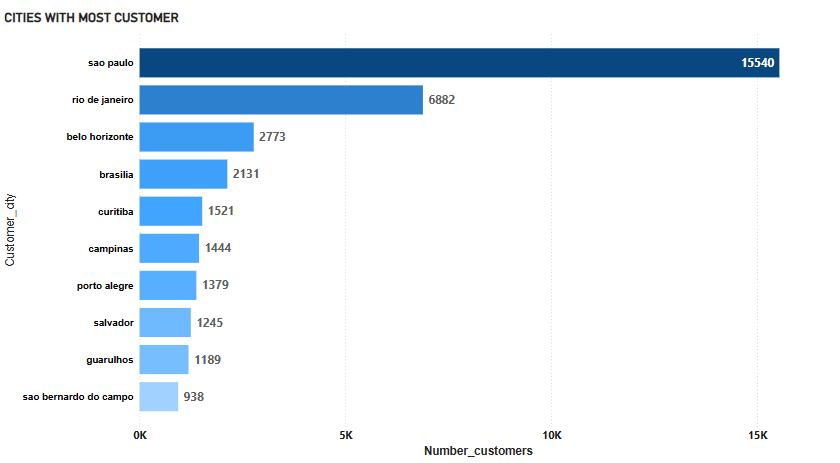 CITIES WITH MOST CUSTOMER
sao paulo 15540
rio de janeiro 6882
belo horizonte 2773
brasilia 2131
curitiba 1521
campinas 1444
porto alegre 1379
salvador 1245
guarulhos 1189
sao bernardo do campo 938
Customer_city
0K 5K 10K 15K
Number_customers